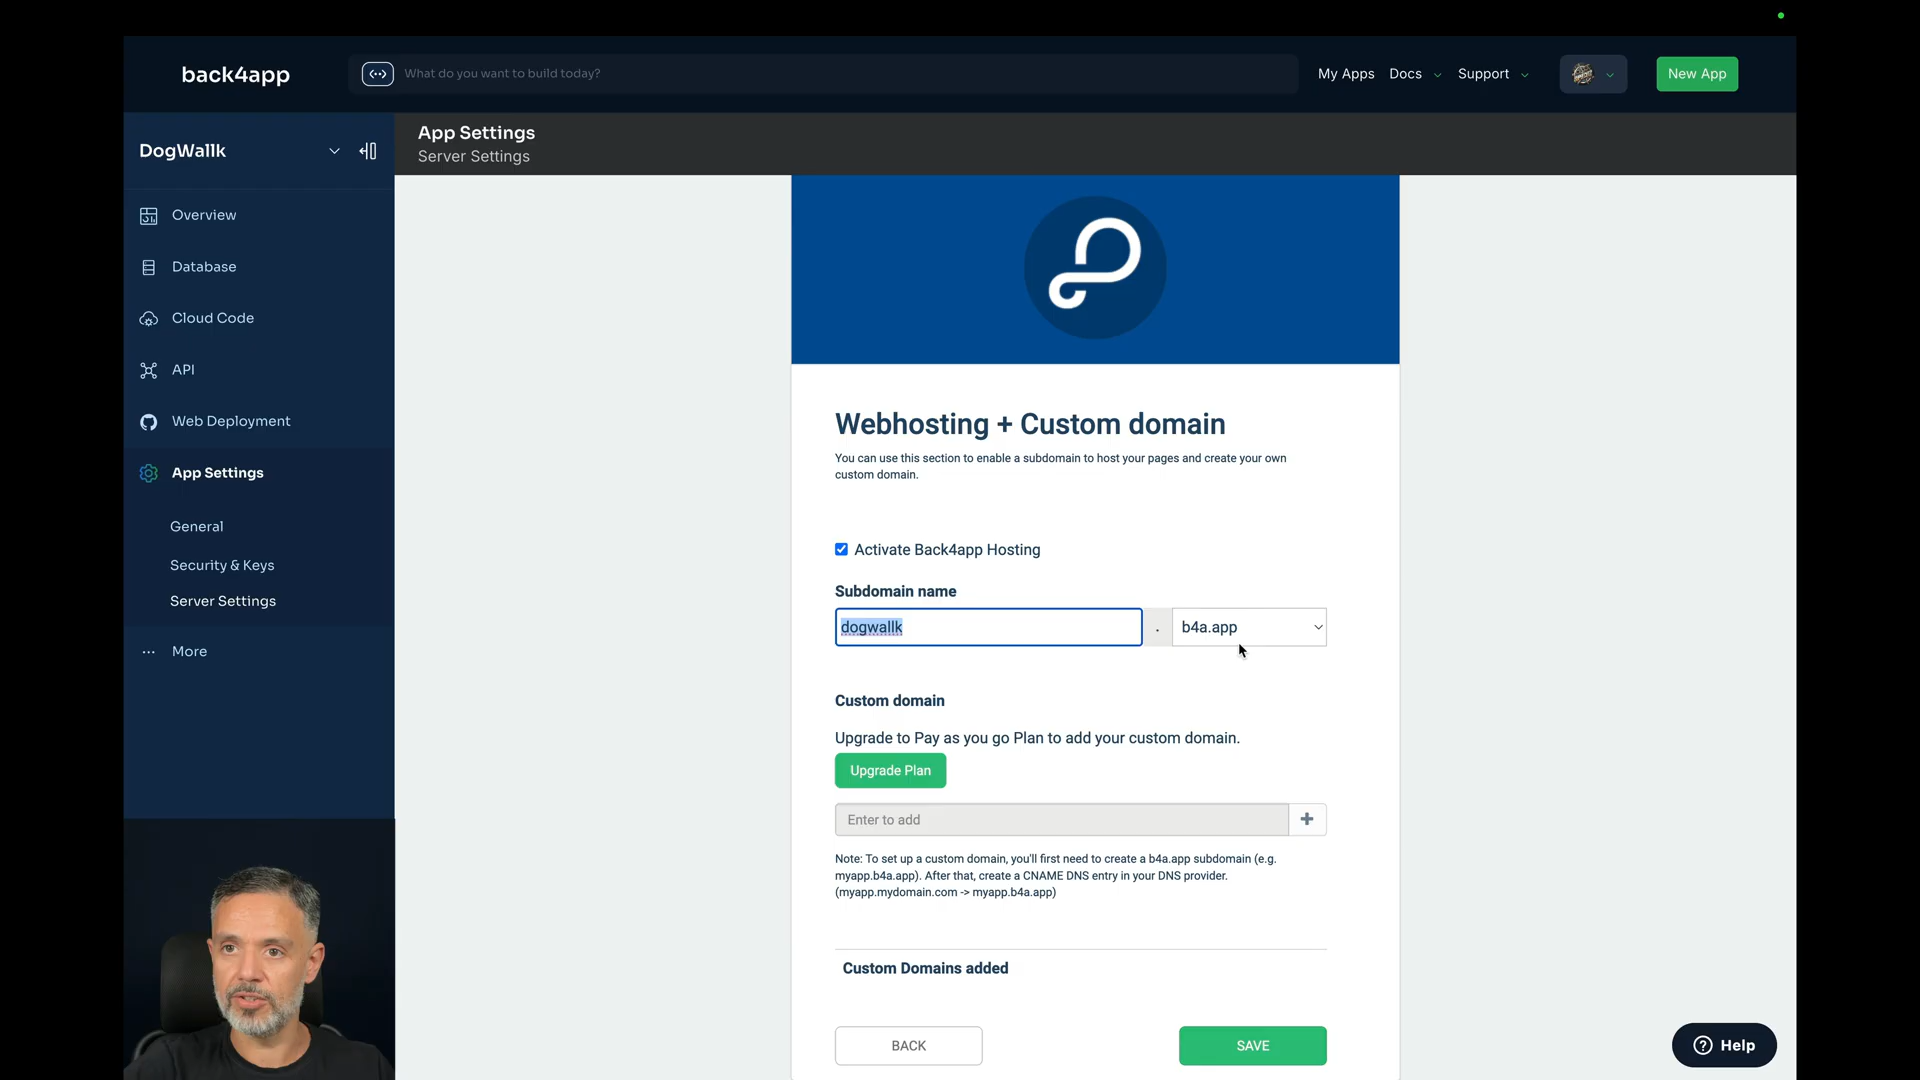 back4app
What do you want to build today?
My Apps
Docs
Support
New App
DogWallk
App Settings
Server Settings
Overview
Database
Cloud Code
API
Web Deployment
App Settings
General
Security & Keys
Server Settings
More
Webhosting + Custom domain
You can use this section to enable a subdomain to host your pages and create your own
custom domain.
Activate Back4app Hosting
Subdomain name
dogwallk . b4a.app
Custom domain
Upgrade to Pay as you go Plan to add your custom domain.
Upgrade Plan
Enter to add
Note: To set up a custom domain, you'll first need to create a b4a.app subdomain (e.g.
myapp.b4a.app). After that, create a CNAME DNS entry in your DNS provider.
(myapp.mydomain.com -> myapp.b4a.app)
Custom Domains added
BACK
SAVE
Help